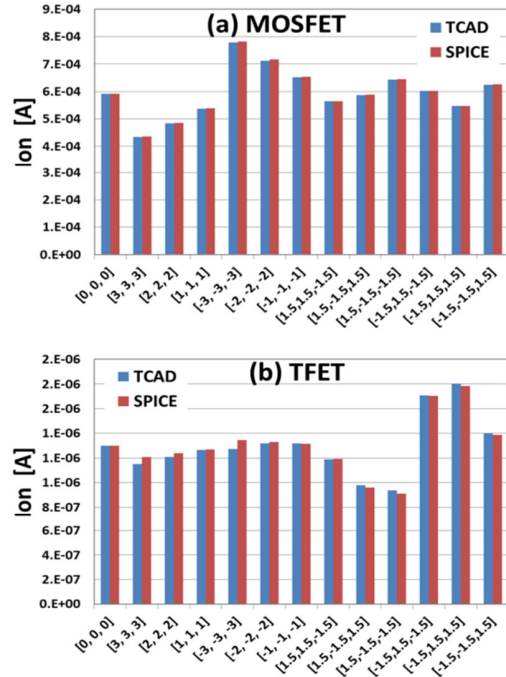 (a) MOSFET
TCAD
SPICE
Ion [A]
9.E-04
8.E-04
7.E-04
6.E-04
5.E-04
4.E-04
3.E-04
2.E-04
1.E-04
0.E+00
[0, 0, 0]
[3, 3, 3]
[2, 2, 2]
[1, 1, 1]
[-3, -3, -3]
[-2, -2, -2]
[-1, -1, -1]
[1.5,1.5,-1.5]
[1.5,-1.5,1.5]
[1.5,-1.5,-1.5]
[-1.5,1.5,-1.5]
[-1.5,1.5,1.5]
[-1.5,-1.5,1.5]
(b) TFET
TCAD
SPICE
Ion [A]
2.E-06
2.E-06
2.E-06
1.E-06
1.E-06
1.E-06
8.E-07
6.E-07
4.E-07
2.E-07
0.E+00
[0, 0, 0]
[3, 3, 3]
[2, 2, 2]
[1, 1, 1]
[-3, -3, -3]
[-2, -2, -2]
[-1, -1, -1]
[1.5,1.5,-1.5]
[1.5,-1.5,1.5]
[1.5,-1.5,-1.5]
[-1.5,1.5,-1.5]
[-1.5,1.5,1.5]
[-1.5,-1.5,1.5]